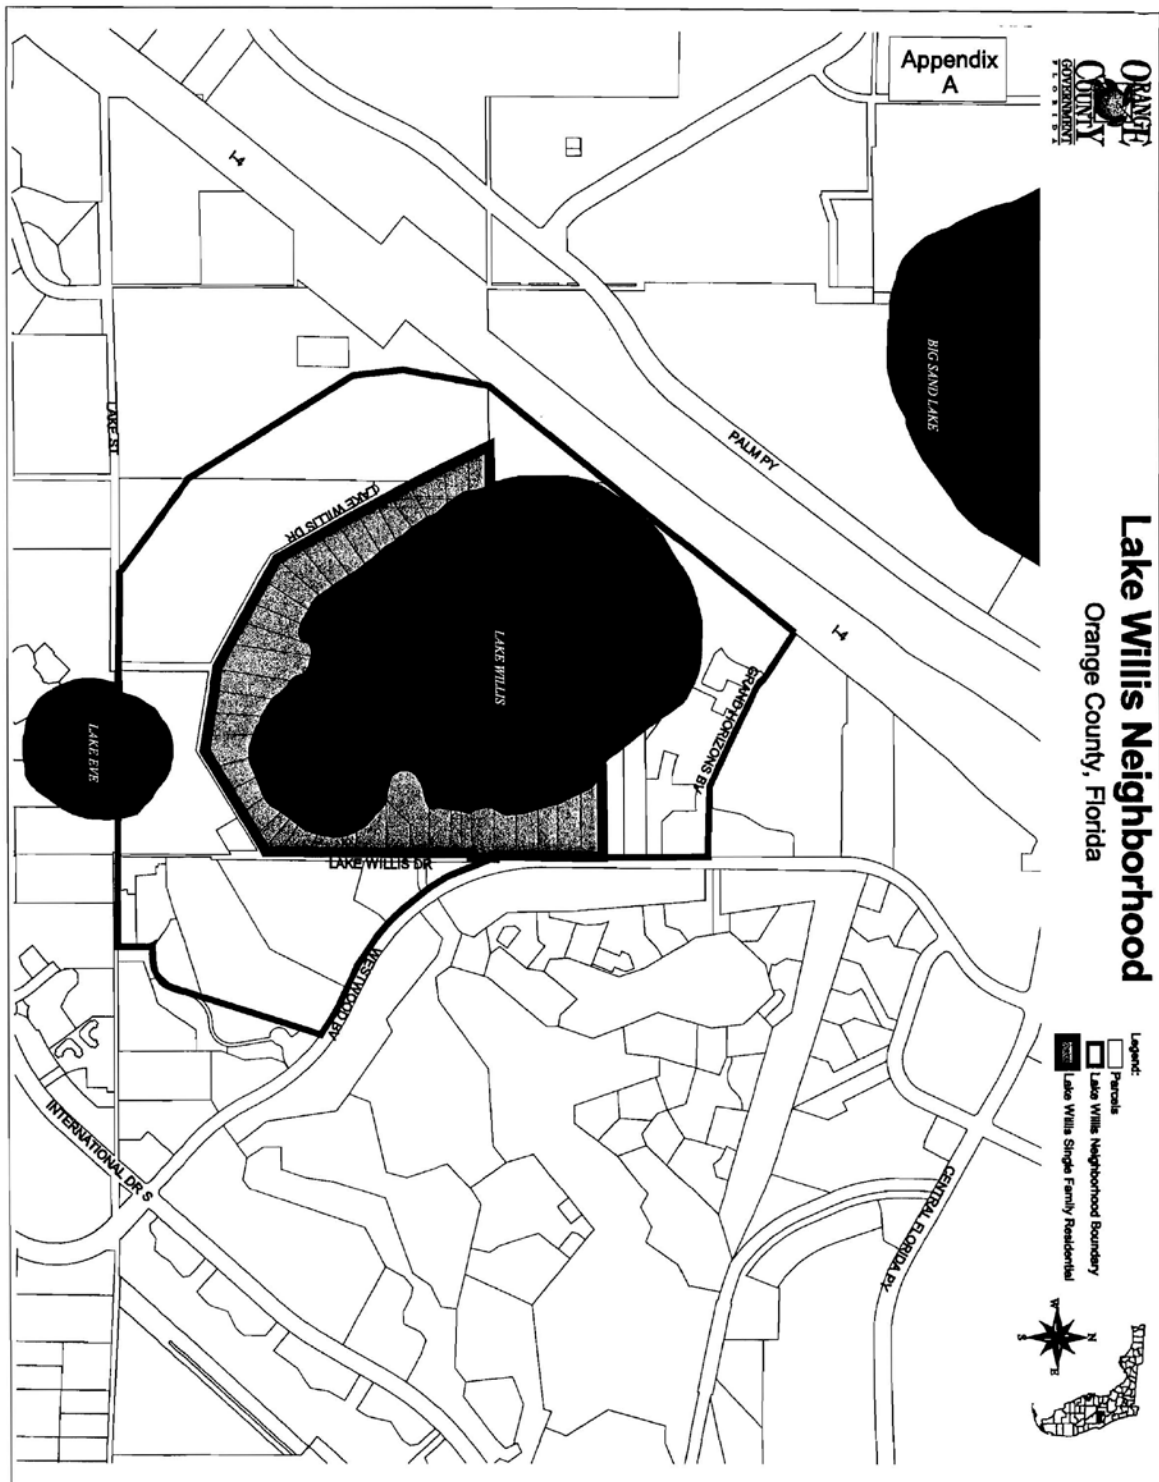 Appendix
A
ORANGE
COUNTY
GOVERNMENT
FLORIDA
Lake Willis Neighborhood
Orange County, Florida
Legend:
Parcels
Lake Willis Neighborhood Boundary
Lake Willis Single Family Residential
N
W
E
S
BIG SAND LAKE
PALM PY
I-4
I-4
GRAND HORIZONS BV
LAKE WILLIS DR
LAKE WILLIS
LAKE ST
LAKE EVE
LAKE WILLIS DR
WESTWOOD BV
INTERNATIONAL DR S
CENTRAL FLORIDA PY